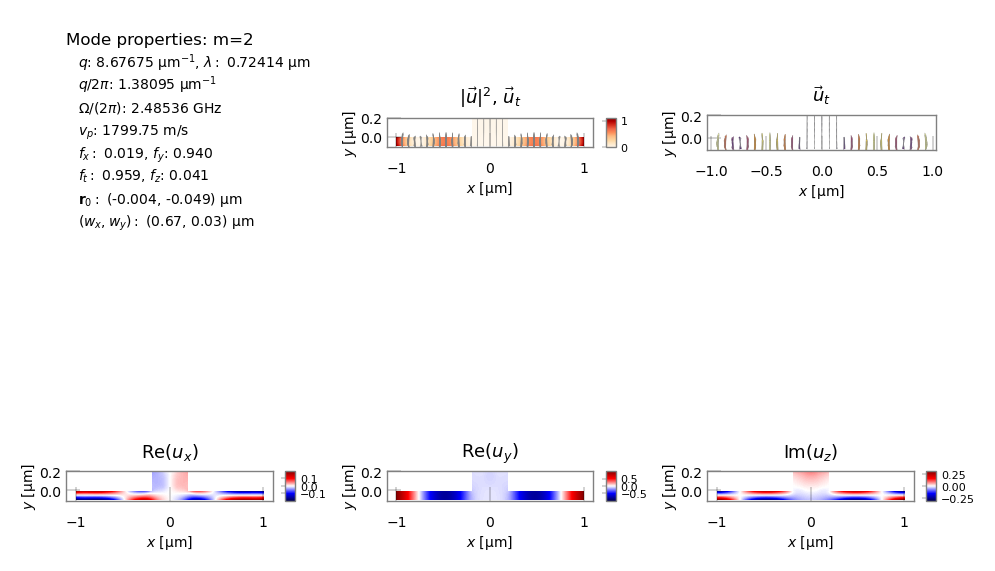 Mode properties: m=2
q: 8.67675 μm⁻¹, λ: 0.72414 μm
q/2π: 1.38095 μm⁻¹
Ω/(2π): 2.48536 GHz
v_p: 1799.75 m/s
f_x: 0.019, f_y: 0.940
f_t: 0.959, f_z: 0.041
r₀: (-0.004, -0.049) μm
(w_x, w_y): (0.67, 0.03) μm
|u⃗|², u⃗_t
y [μm]
0.2
0.0
−1 0 1
x [μm]
1
0
u⃗_t
y [μm]
0.2
0.0
−1.0 −0.5 0.0 0.5 1.0
x [μm]
Re(u_x)
y [μm]
0.2
0.0
−1 0 1
x [μm]
0.1
0.0
−0.1
Re(u_y)
y [μm]
0.2
0.0
−1 0 1
x [μm]
0.5
0.0
−0.5
Im(u_z)
y [μm]
0.2
0.0
−1 0 1
x [μm]
0.25
0.00
−0.25